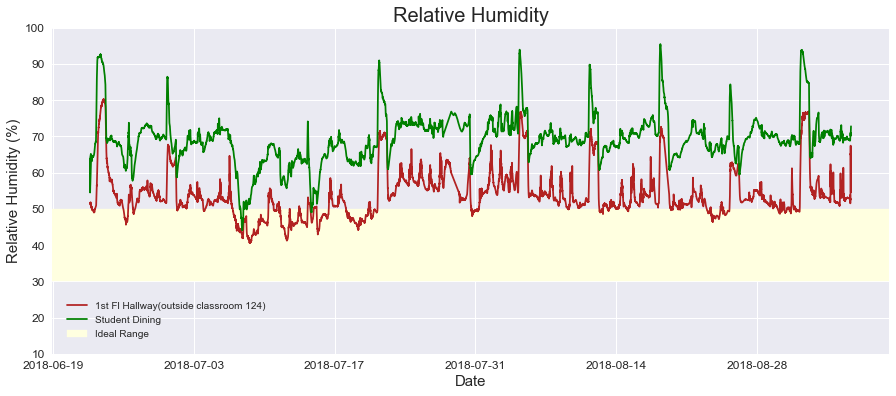 Relative Humidity
Relative Humidity (%)
100
90
80
70
60
50
40
30
20
10
1st Fl Hallway(outside classroom 124)
Student Dining
Ideal Range
2018-06-19 2018-07-03 2018-07-17 2018-07-31 2018-08-14 2018-08-28
Date